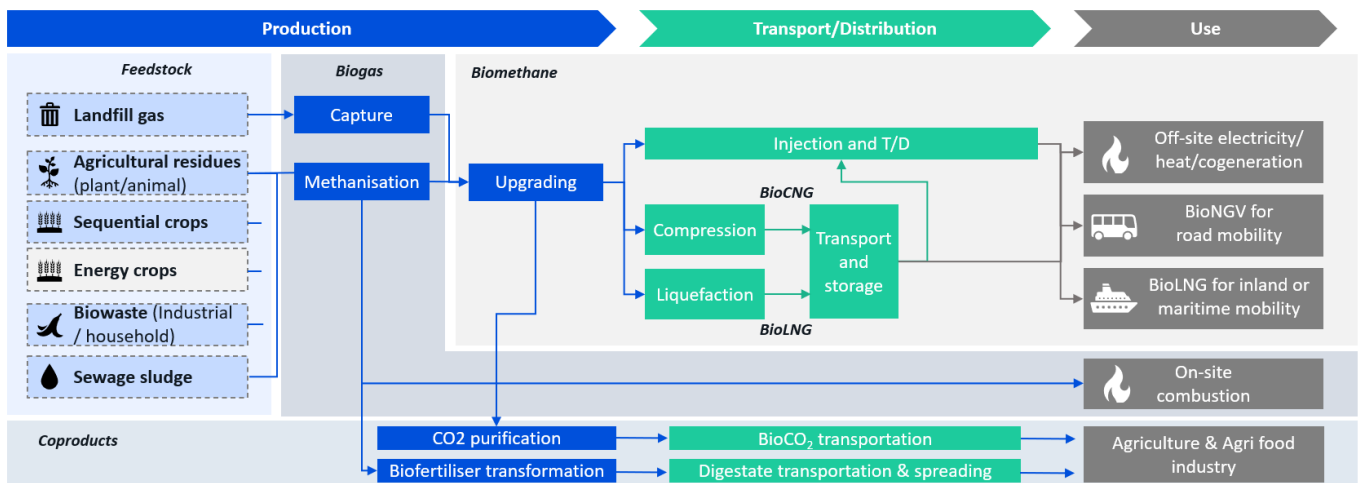 Production
Transport/Distribution
Use
Feedstock
Biogas
Biomethane
Landfill gas
Capture
Agricultural residues
(plant/animal)
Methanisation
Upgrading
Sequential crops
Energy crops
Biowaste (Industrial
/ household)
Sewage sludge
Injection and T/D
BioCNG
Compression
Transport
and
storage
Liquefaction
BioLNG
Off-site electricity/
heat/cogeneration
BioNGV for
road mobility
BioLNG for inland or
maritime mobility
On-site
combustion
Coproducts
CO2 purification
BioCO₂ transportation
Biofertiliser transformation
Digestate transportation & spreading
Agriculture & Agri food
industry